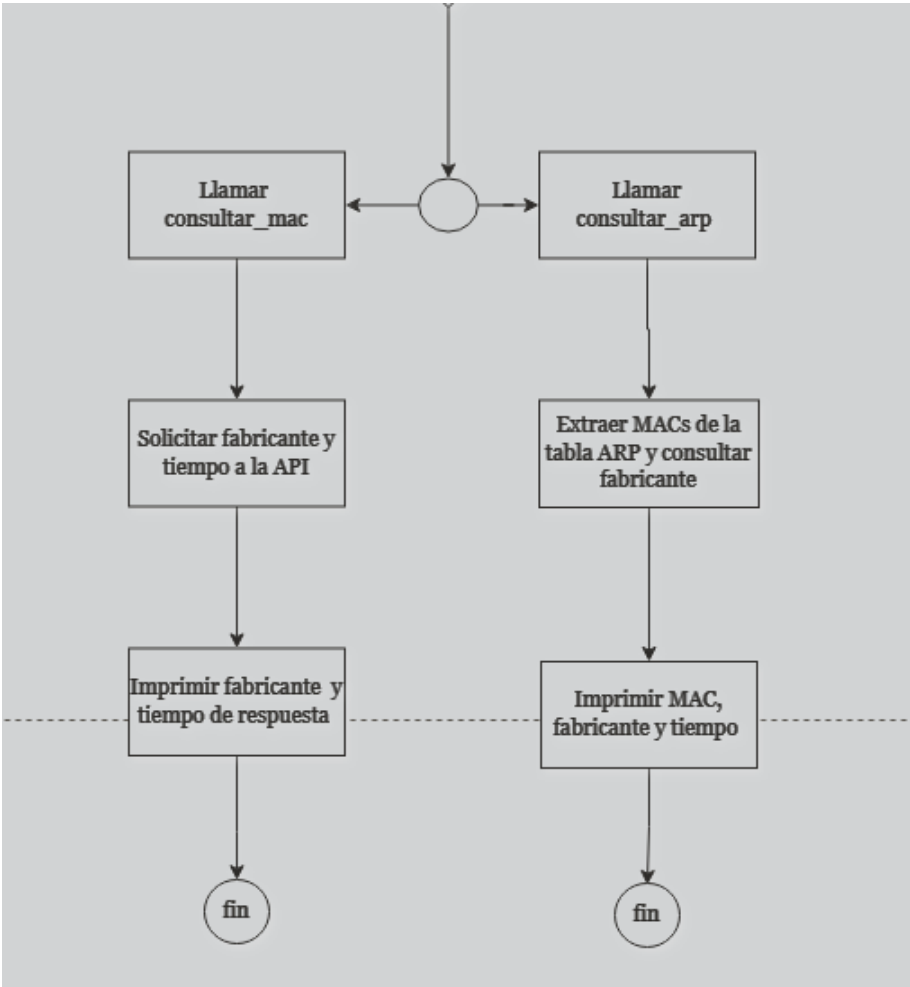 Llamar
consultar_mac
Llamar
consultar_arp
Solicitar fabricante y
tiempo a la API
Extraer MACs de la
tabla ARP y consultar
fabricante
Imprimir fabricante y
tiempo de respuesta
Imprimir MAC,
fabricante y tiempo
fin
fin